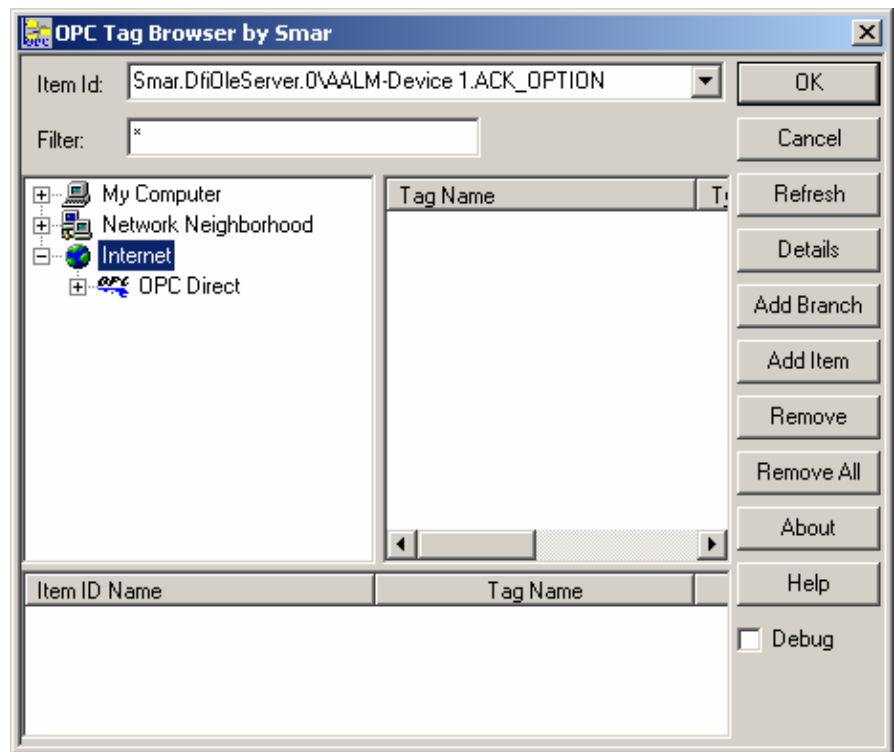 OPC Tag Browser by Smar
Item Id: Smar.DfiOleServer.0\AALM-Device 1.ACK_OPTION
OK
Filter: *
Cancel
My Computer
Network Neighborhood
Internet
OPC Direct
Tag Name
Refresh
Details
Add Branch
Add Item
Remove
Remove All
About
Item ID Name Tag Name
Help
Debug